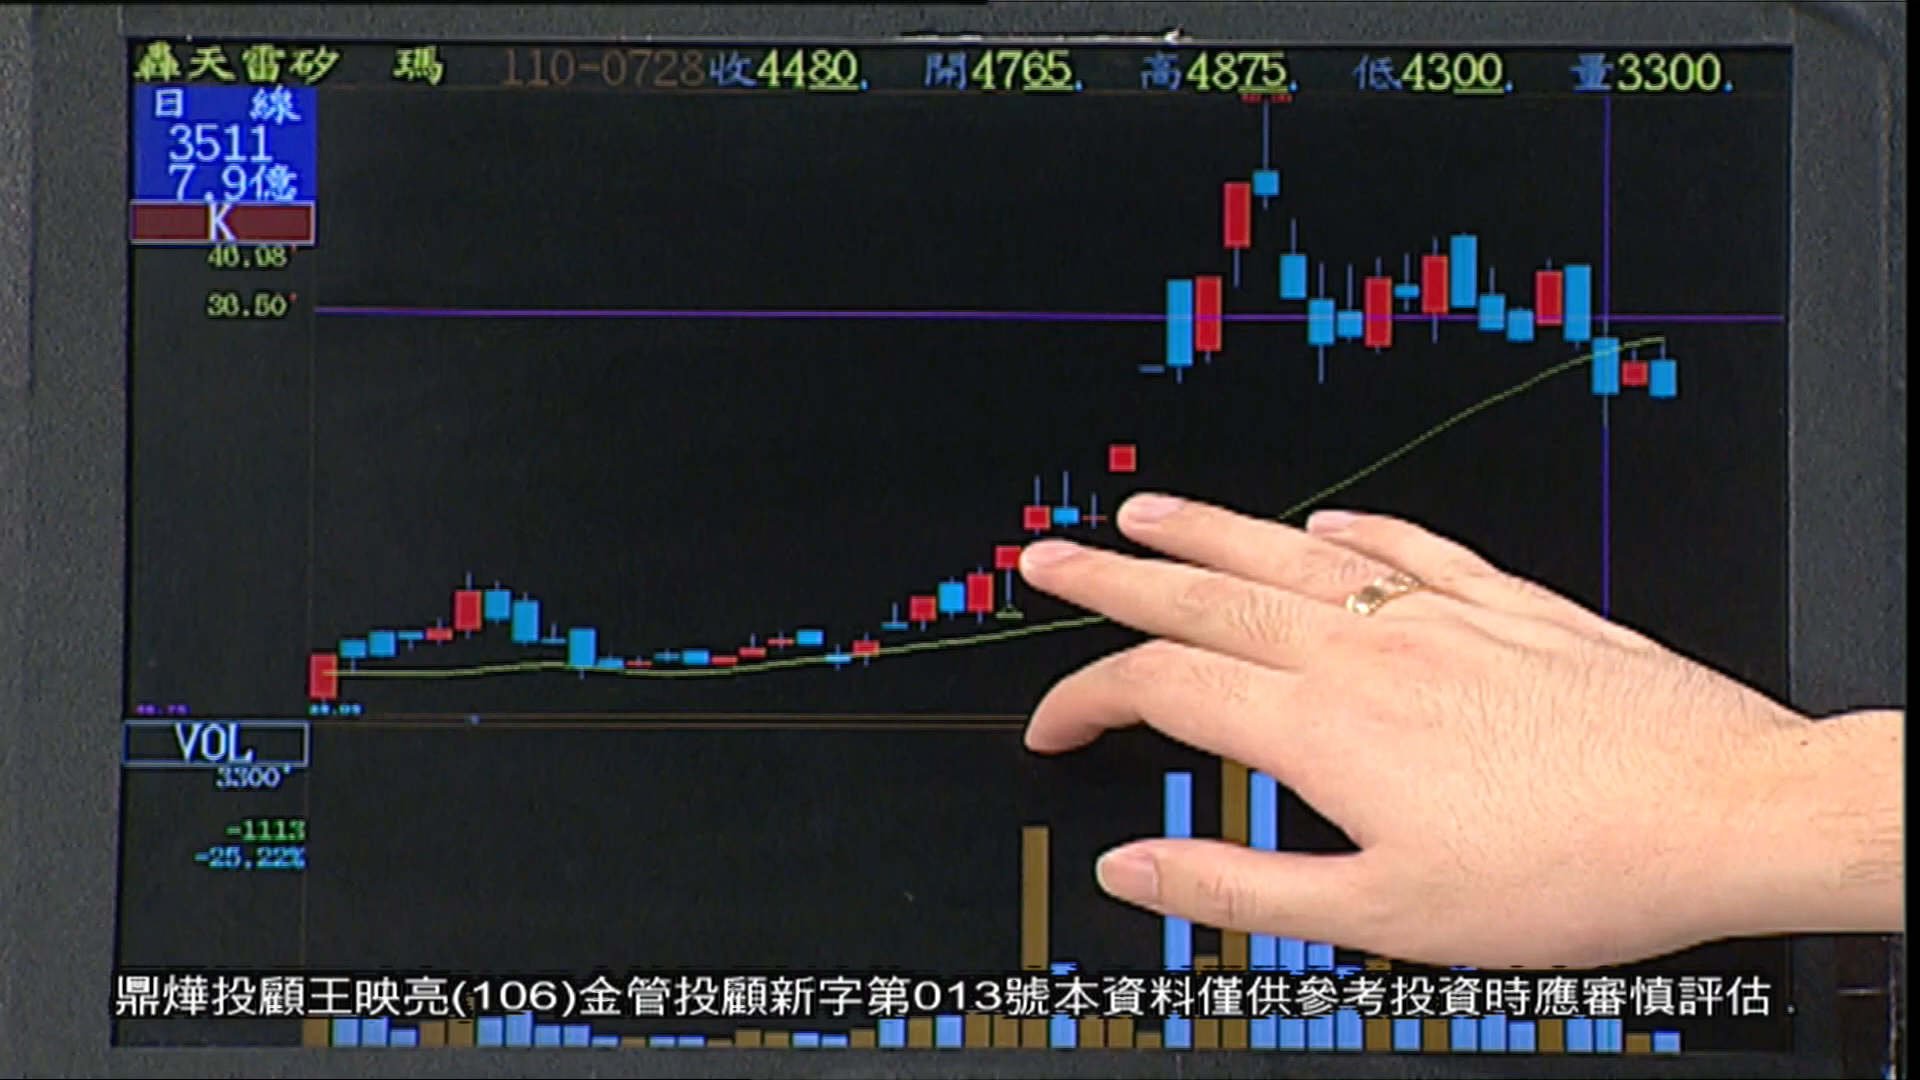 轟天雷矽 瑪 110-0728收4480. 開4765. 高4875. 低4300. 量3300.
日 線
3511
7.9億
K
40.08
VOL
3300
-1113
-25.22%
鼎燁投顧王映亮(106)金管投顧新字第013號本資料僅供參考投資時應審慎評估.